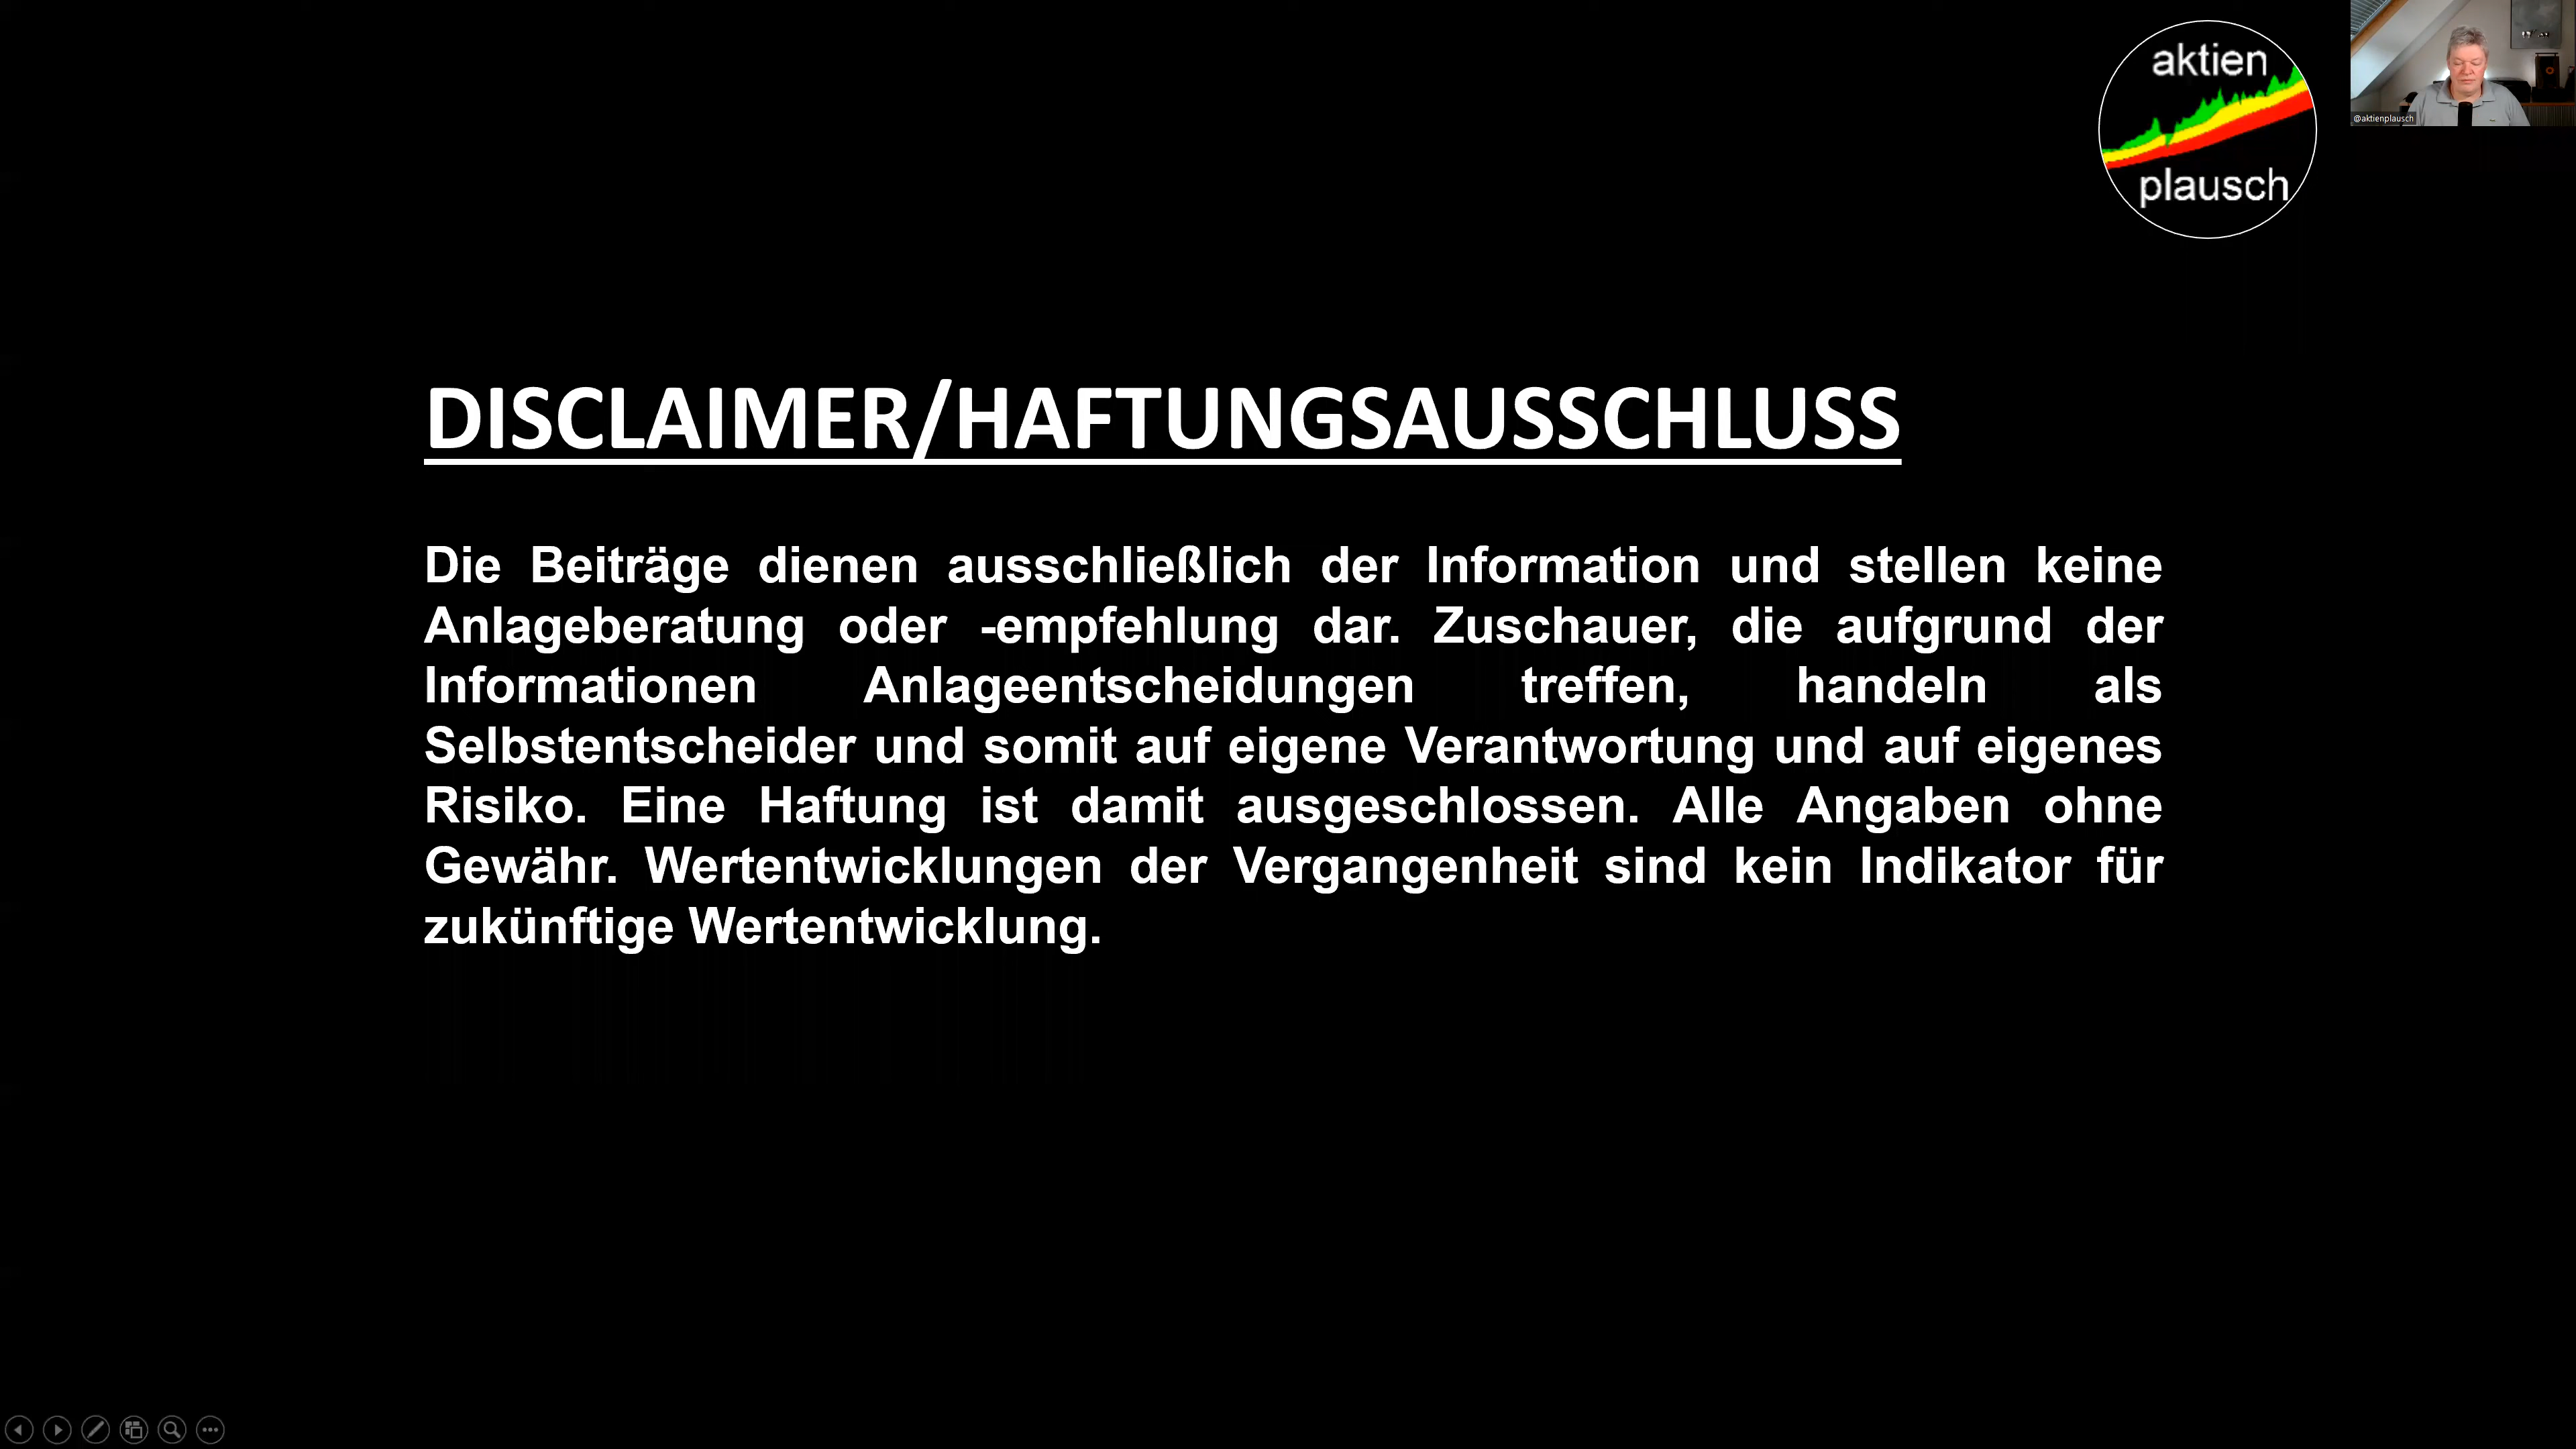 aktien
plausch
@aktienplausch
DISCLAIMER/HAFTUNGSAUSSCHLUSS
Die Beiträge dienen ausschließlich der Information und stellen keine
Anlageberatung oder -empfehlung dar. Zuschauer, die aufgrund der
Informationen Anlageentscheidungen treffen, handeln als
Selbstentscheider und somit auf eigene Verantwortung und auf eigenes
Risiko. Eine Haftung ist damit ausgeschlossen. Alle Angaben ohne
Gewähr. Wertentwicklungen der Vergangenheit sind kein Indikator für
zukünftige Wertentwicklung.